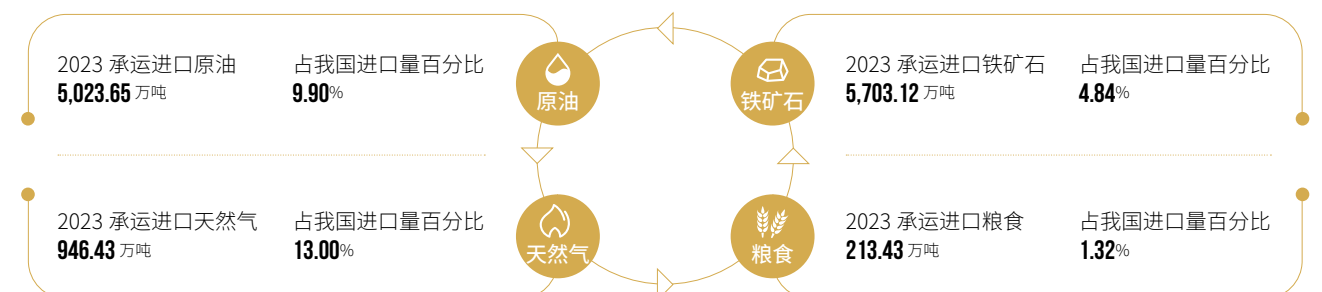 2023 承运进口原油
5,023.65 万吨
占我国进口量百分比
9.90%
原油
铁矿石
2023 承运进口铁矿石
5,703.12 万吨
占我国进口量百分比
4.84%
2023 承运进口天然气
946.43 万吨
占我国进口量百分比
13.00%
天然气
粮食
2023 承运进口粮食
213.43 万吨
占我国进口量百分比
1.32%